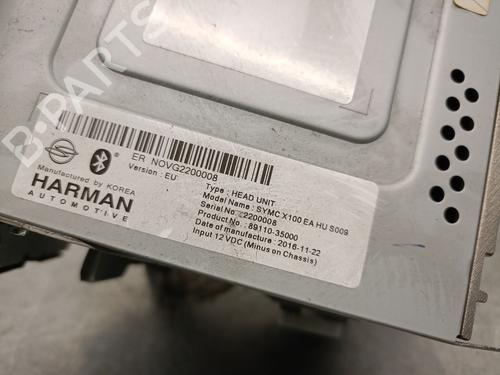 B-PARTS
ER NOVG2200008
Version : EU
Manufactured by KOREA
HARMAN
AUTOMOTIVE
Type : HEAD UNIT
Model Name : SYMC X100 EA HU S009
Serial No : 2200008
Product No. : 89110-35000
Date of manufacture : 2016-11-22
Input 12 VDC (Minus on Chassis)